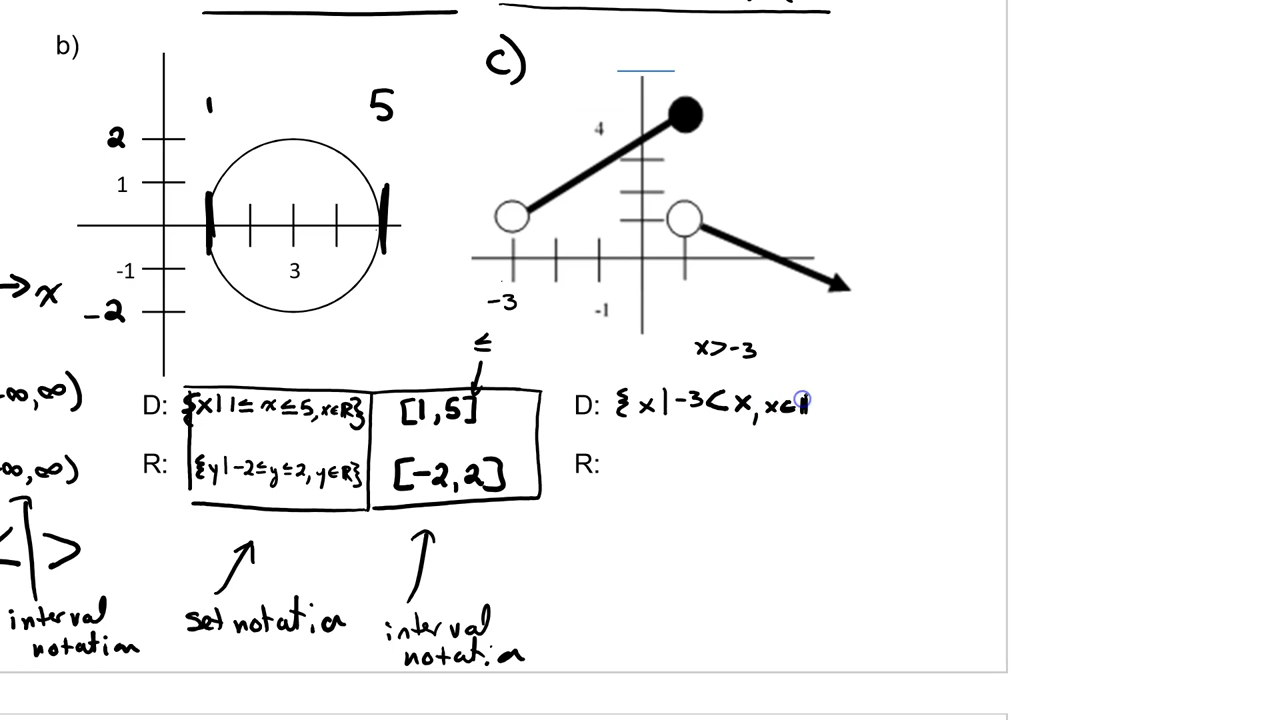 b)
c)
1 5
2
1
3
-1
-2
→x
4
-3
-1
≤
x>-3
-∞,∞)
D: {x|1≤x≤5,x∈ℝ} [1,5]
D: {x|-3<x,x∈
-∞,∞)
R: {y|-2≤y≤2,y∈ℝ} [-2,2]
R:
<|>
interval
notation
set notation
interval
notation